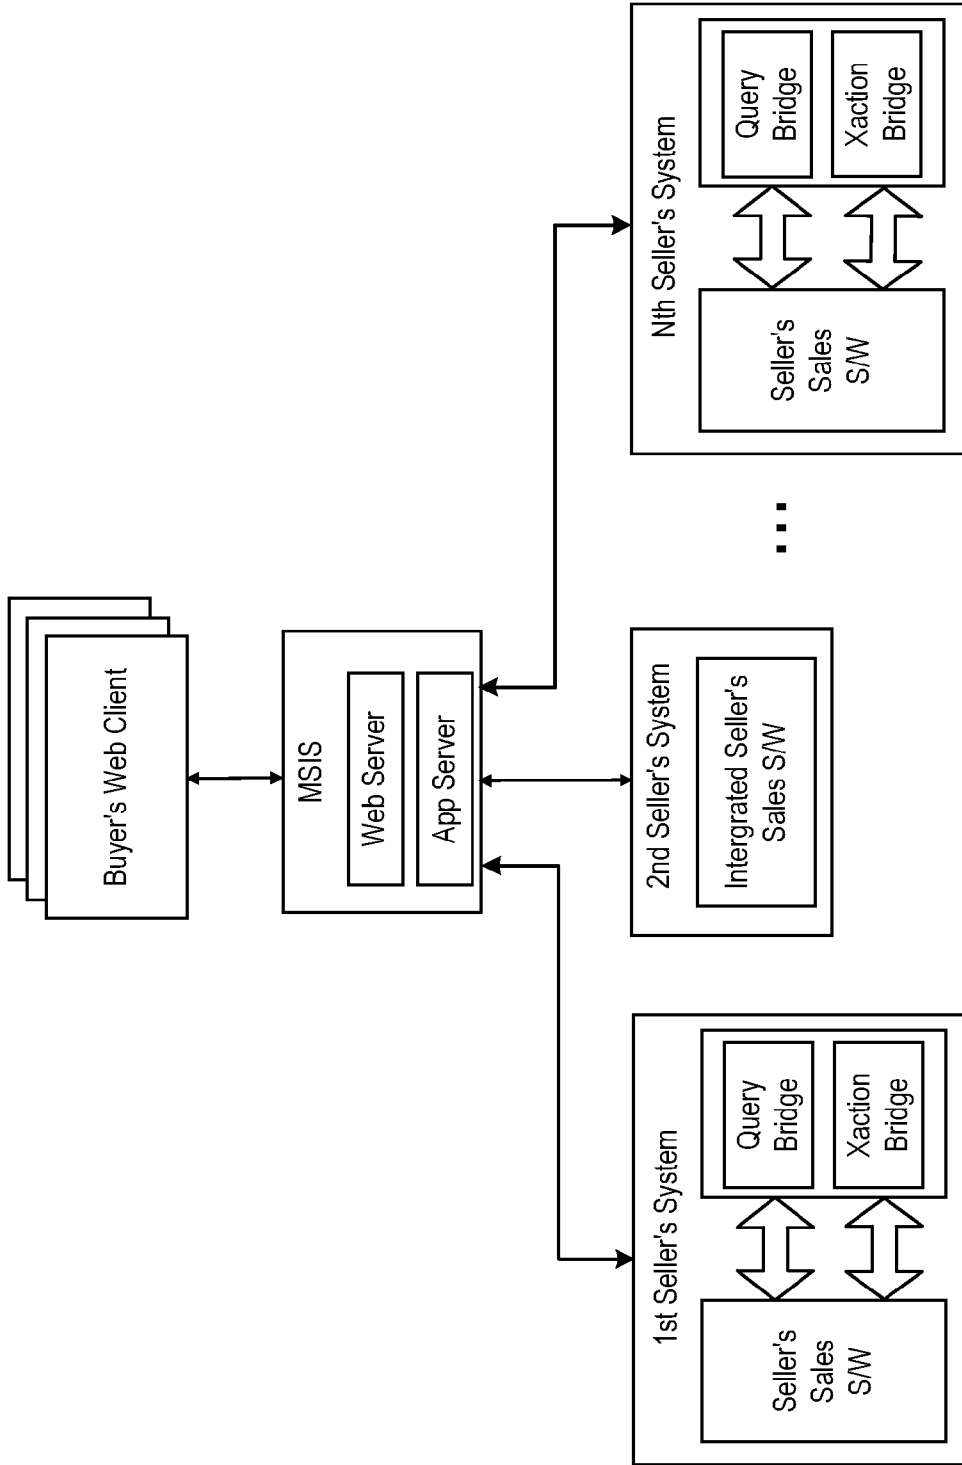 Buyer's Web Client
MSIS
Web Server
App Server
1st Seller's System
Seller's
Sales
S/W
Query
Bridge
Xaction
Bridge
2nd Seller's System
Intergrated Seller's
Sales S/W
...
Nth Seller's System
Seller's
Sales
S/W
Query
Bridge
Xaction
Bridge